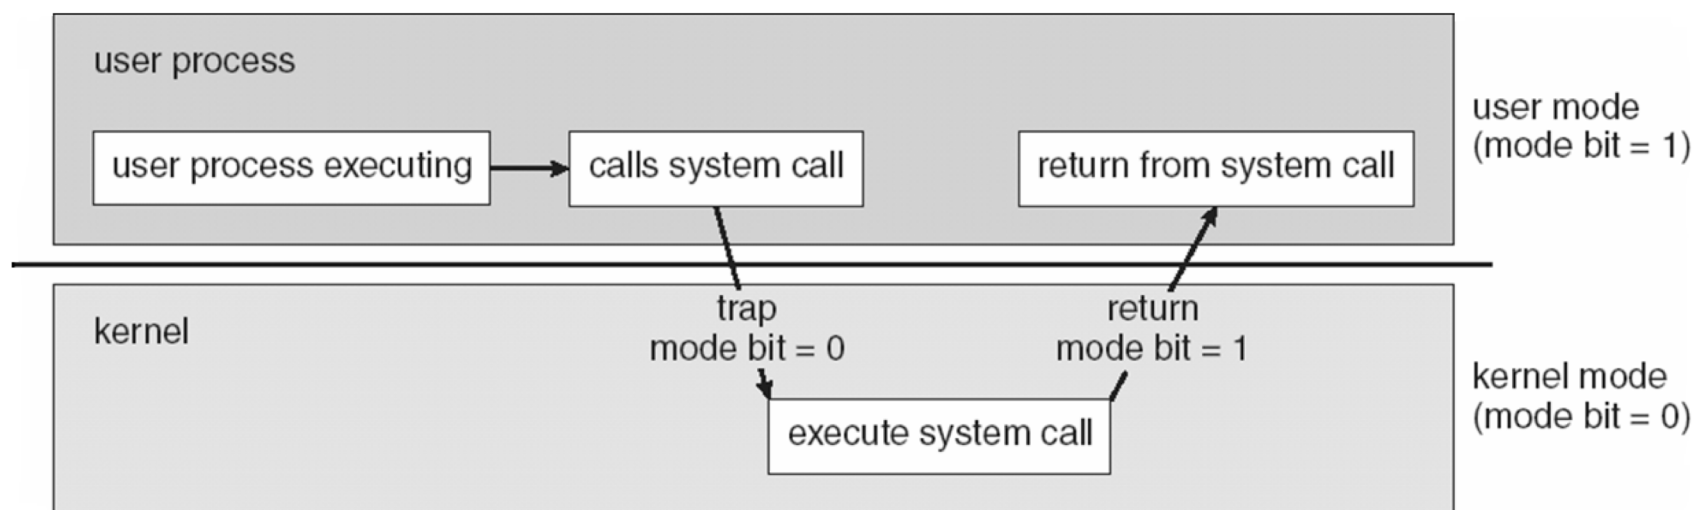 user process
user process executing
calls system call
return from system call
user mode
(mode bit = 1)
kernel
trap
mode bit = 0
return
mode bit = 1
execute system call
kernel mode
(mode bit = 0)